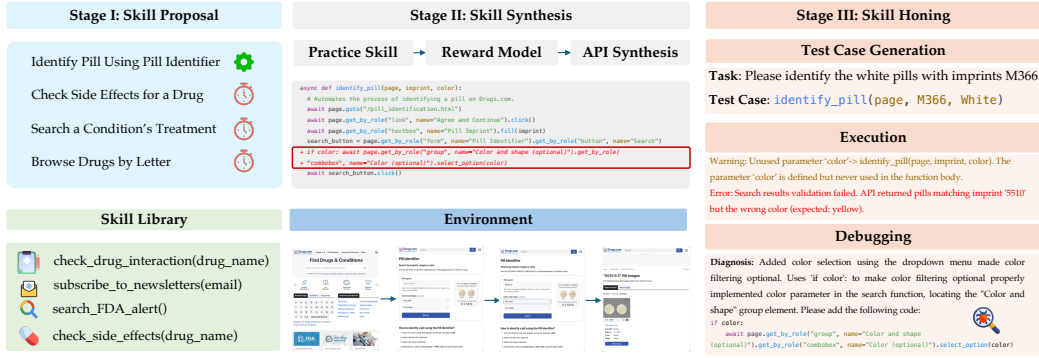 Stage I: Skill Proposal
Identify Pill Using Pill Identifier
Check Side Effects for a Drug
Search a Condition's Treatment
Browse Drugs by Letter
Skill Library
check_drug_interaction(drug_name)
subscribe_to_newsletters(email)
search_FDA_alert()
check_side_effects(drug_name)
Stage II: Skill Synthesis
Practice Skill
Reward Model
API Synthesis
async def identify_pill(page, imprint, color):
# Automates the process of identifying a pill on Drugs.com.
await page.goto("/pill_identification.html")
await page.get_by_role("link", name="Agree and Continue").click()
await page.get_by_role("textbox", name="Pill Imprint").fill(imprint)
search_button = page.get_by_role("form", name="Pill Identifier").get_by_role("button", name="Search")
+ if color: await page.get_by_role("group", name="Color and shape (optional)").get_by_role(
+ "combobox", name="Color (optional)").select_option(color)
await search_button.click()
Environment
Find Drugs & Conditions
Pill Identifier
Pill Identifier
Stage III: Skill Honing
Test Case Generation
Task: Please identify the white pills with imprints M366
Test Case: identify_pill(page, M366, White)
Execution
Warning: Unused parameter 'color'-> identify_pill(page, imprint, color). The
parameter 'color' is defined but never used in the function body.
Error: Search results validation failed. API returned pills matching imprint '5510'
but the wrong color (expected: yellow).
Debugging
Diagnosis: Added color selection using the dropdown menu made color
filtering optional. Uses 'if color': to make color filtering optional properly
implemented color parameter in the search function, locating the "Color and
shape" group element. Please add the following code:
if color:
await page.get_by_role("group", name="Color and shape
(optional)").get_by_role("combobox", name="Color (optional)").select_option(color)